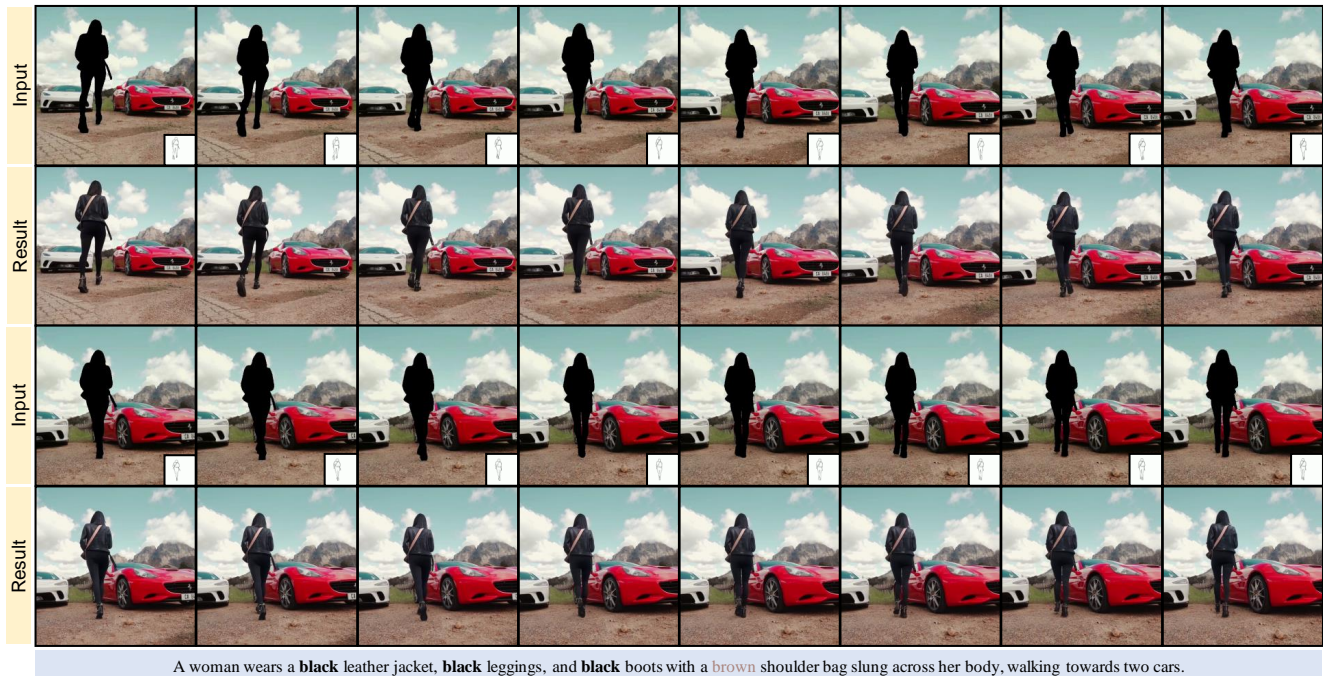 Input
Result
Input
Result
A woman wears a black leather jacket, black leggings, and black boots with a brown shoulder bag slung across her body, walking towards two cars.